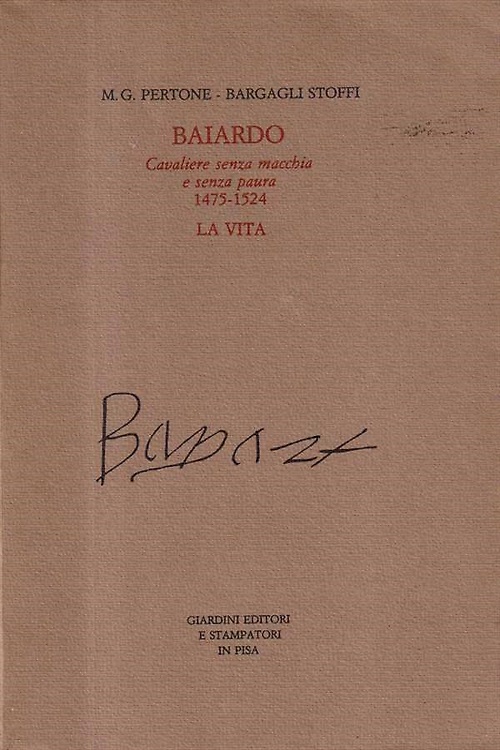 M. G. PERTONE - BARGAGLI STOFFI
BAIARDO
Cavaliere senza macchia
e senza paura
1475-1524
LA VITA
GIARDINI EDITORI
E STAMPATORI
IN PISA